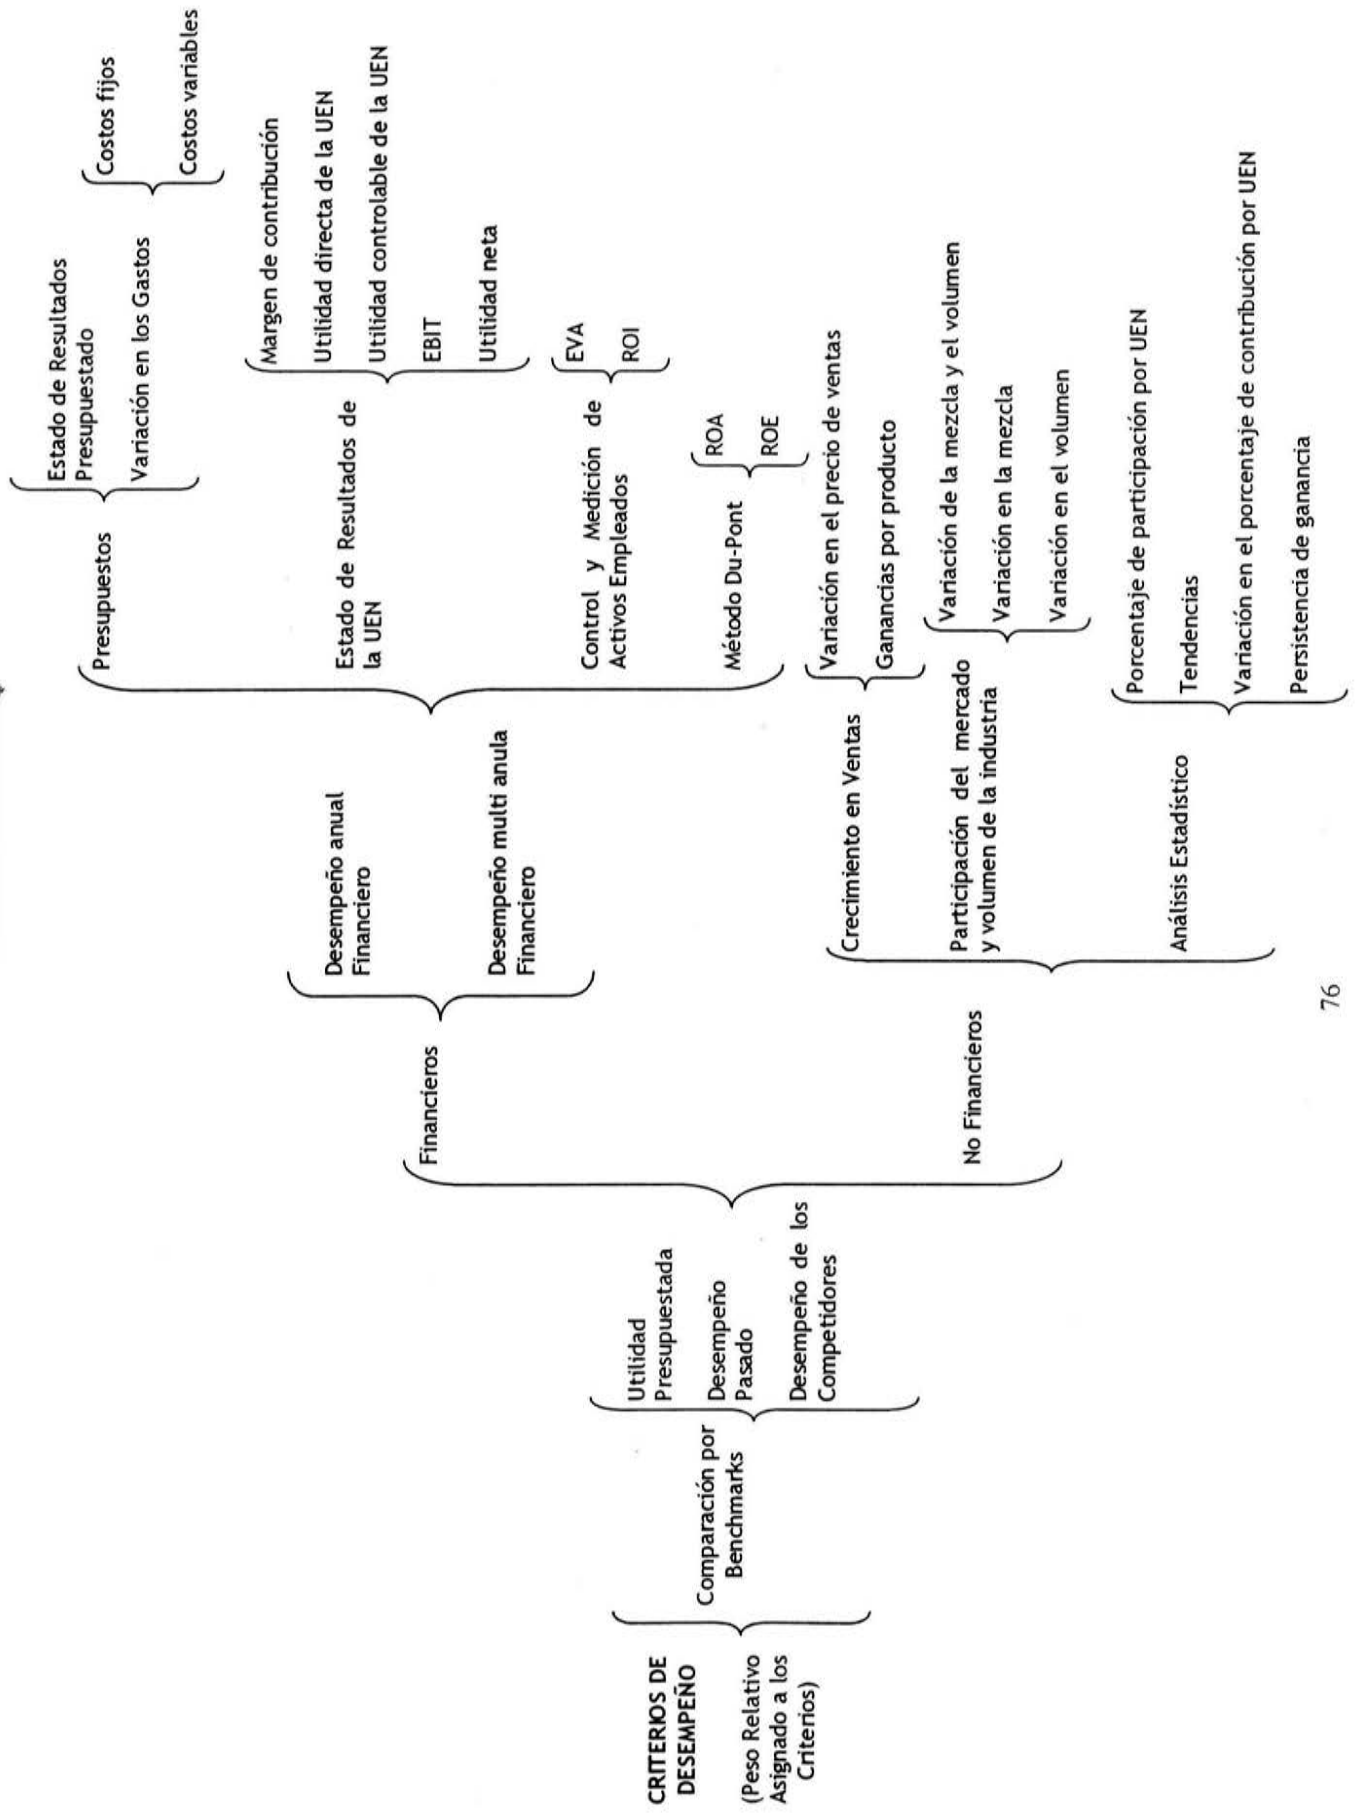 CRITERIOS DE
DESEMPEÑO
(Peso Relativo
Asignado a los
Criterios)
Comparación por
Benchmarks
Utilidad
Presupuestada
Desempeño
Pasado
Desempeño de los
Competidores
Financieros
Desempeño anual
Financiero
Desempeño multi anula
Financiero
Presupuestos
Estado de Resultados
Presupuestado
Variación en los Gastos
Costos fijos
Costos variables
Estado de Resultados de
la UEN
Margen de contribución
Utilidad directa de la UEN
Utilidad controlable de la UEN
EBIT
Utilidad neta
Control y Medición de
Activos Empleados
EVA
ROI
Método Du-Pont
ROA
ROE
No Financieros
Crecimiento en Ventas
Variación en el precio de ventas
Ganancias por producto
Participación del mercado
y volumen de la industria
Variación de la mezcla y el volumen
Variación en la mezcla
Variación en el volumen
Análisis Estadístico
Porcentaje de participación por UEN
Tendencias
Variación en el porcentaje de contribución por UEN
Persistencia de ganancia
76